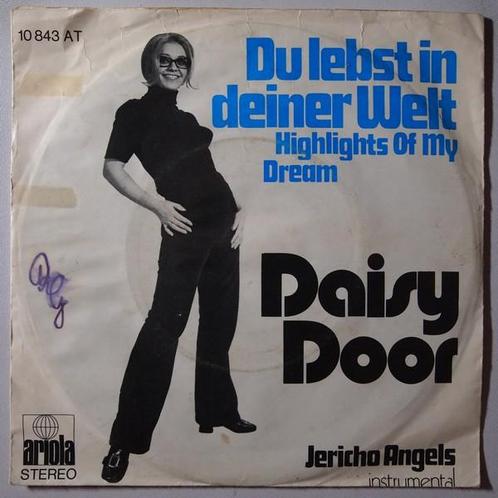 10 843 AT
Du lebst in
deiner Welt
Highlights Of My
Dream
Daisy
Door
Jericho Angels
instrumental
ariola
STEREO